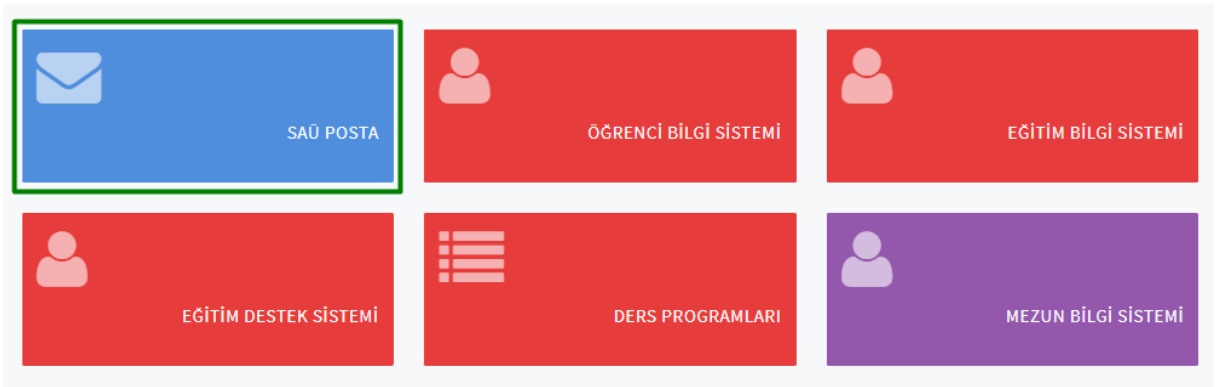 SAÜ POSTA
ÖĞRENCİ BİLGİ SİSTEMİ
EĞİTİM BİLGİ SİSTEMİ
EĞİTİM DESTEK SİSTEMİ
DERS PROGRAMLARI
MEZUN BİLGİ SİSTEMİ